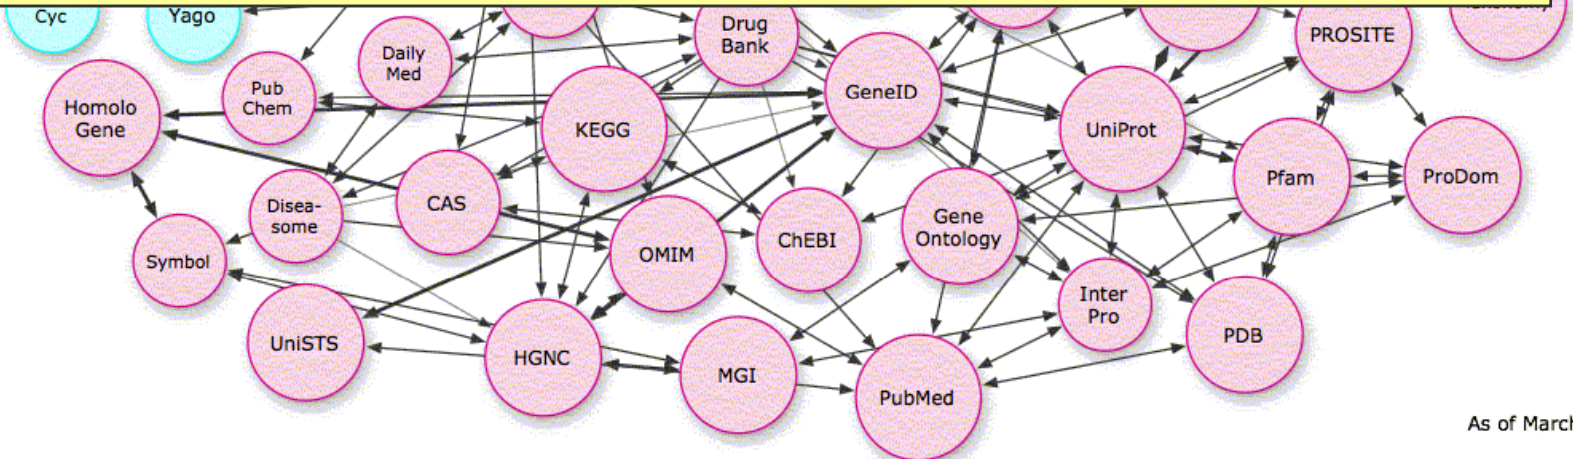 Cyc
Yago
Drug
Bank
PROSITE
Daily
Med
Pub
Chem
GeneID
Homolo
Gene
KEGG
UniProt
Pfam
ProDom
CAS
Disea-
some
Gene
Ontology
ChEBI
OMIM
Symbol
Inter
Pro
PDB
UniSTS
HGNC
MGI
PubMed
As of March